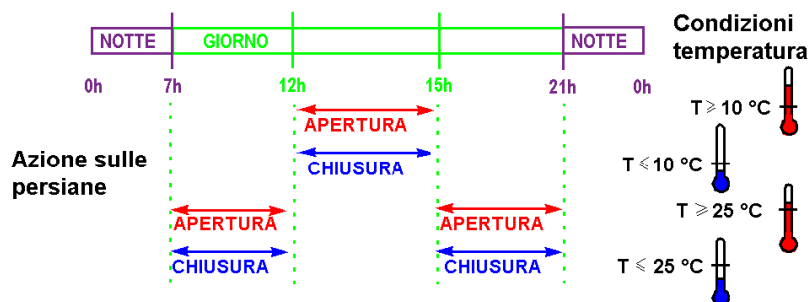 NOTTE GIORNO NOTTE
0h 7h 12h 15h 21h 0h
Condizioni
temperatura
APERTURA T ⩾ 10 °C
CHIUSURA T ⩽ 10 °C
Azione sulle
persiane
APERTURA APERTURA T ⩾ 25 °C
CHIUSURA CHIUSURA T ⩽ 25 °C